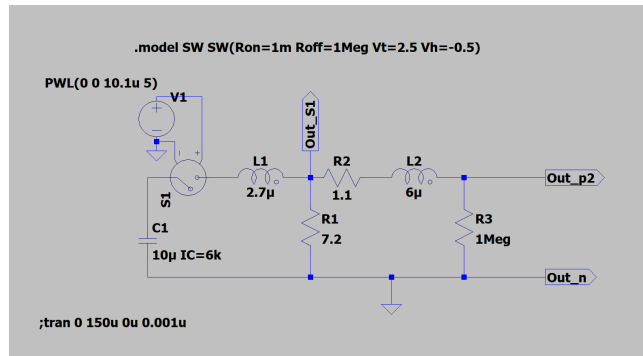 .model SW SW(Ron=1m Roff=1Meg Vt=2.5 Vh=-0.5)
PWL(0 0 10.1u 5)
V1
+
−
− +
S1
Out_S1
L1
2.7µ
R2
1.1
L2
6µ
Out_p2
C1
10µ IC=6k
R1
7.2
R3
1Meg
Out_n
;tran 0 150u 0u 0.001u